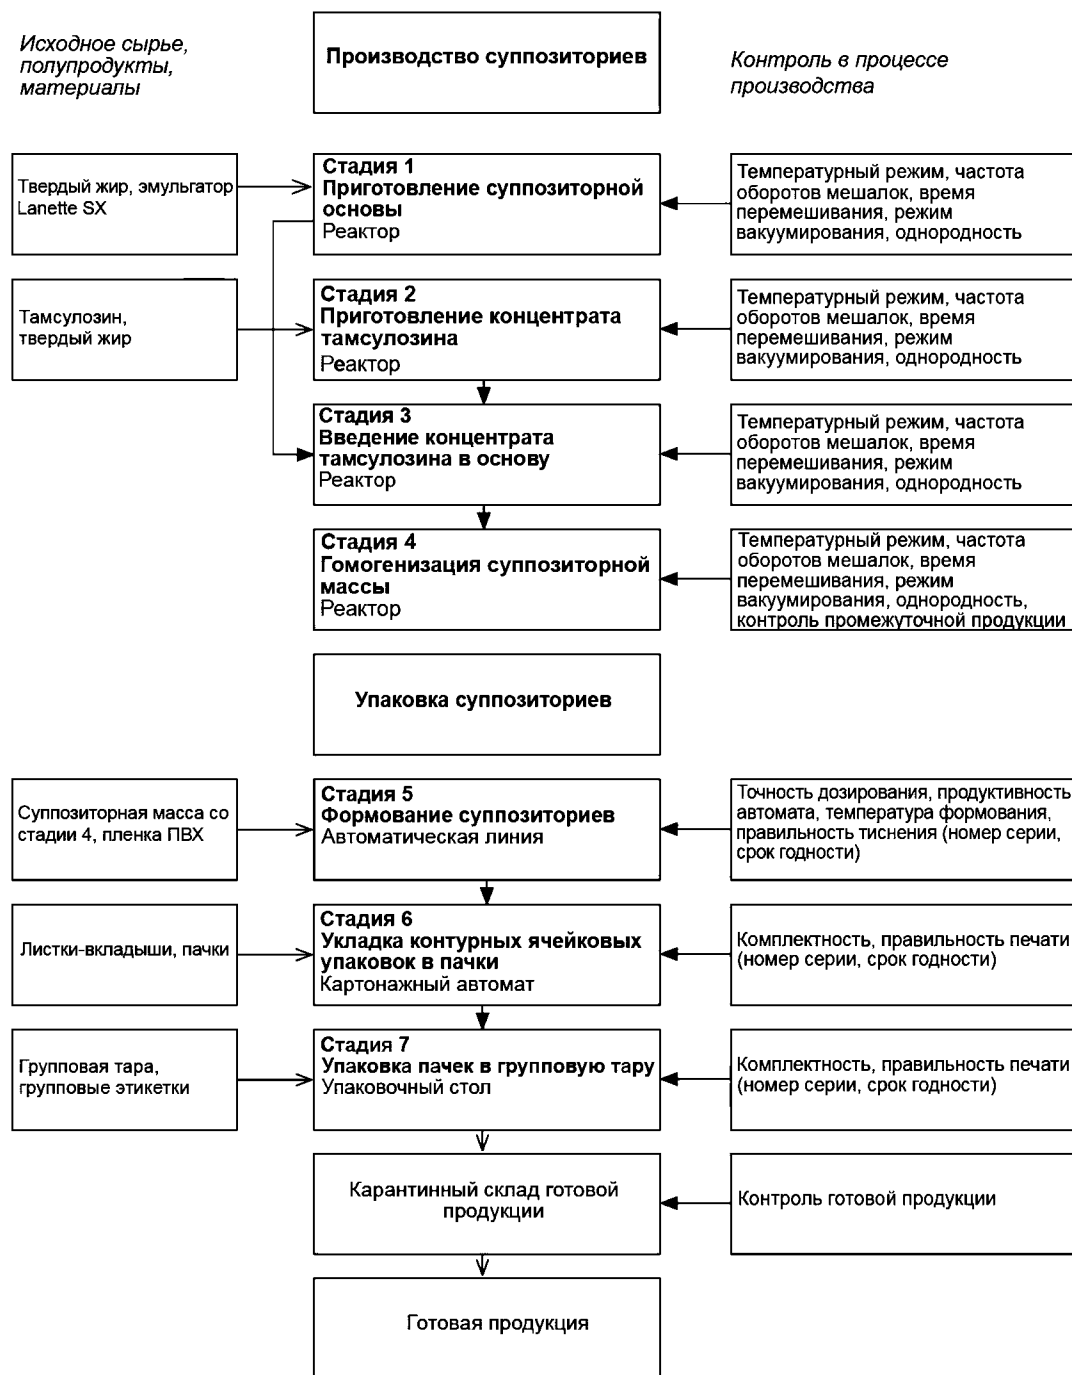 Исходное сырье,
полупродукты,
материалы
Производство суппозиториев
Контроль в процессе
производства
Твердый жир, эмульгатор
Lanette SX
Стадия 1
Приготовление суппозиторной
основы
Реактор
Температурный режим, частота
оборотов мешалок, время
перемешивания, режим
вакуумирования, однородность
Тамсулозин,
твердый жир
Стадия 2
Приготовление концентрата
тамсулозина
Реактор
Температурный режим, частота
оборотов мешалок, время
перемешивания, режим
вакуумирования, однородность
Стадия 3
Введение концентрата
тамсулозина в основу
Реактор
Температурный режим, частота
оборотов мешалок, время
перемешивания, режим
вакуумирования, однородность
Стадия 4
Гомогенизация суппозиторной
массы
Реактор
Температурный режим, частота
оборотов мешалок, время
перемешивания, режим
вакуумирования, однородность,
контроль промежуточной продукции
Упаковка суппозиториев
Суппозиторная масса со
стадии 4, пленка ПВХ
Стадия 5
Формование суппозиториев
Автоматическая линия
Точность дозирования, продуктивность
автомата, температура формования,
правильность тиснения (номер серии,
срок годности)
Листки-вкладыши, пачки
Стадия 6
Укладка контурных ячейковых
упаковок в пачки
Картонажный автомат
Комплектность, правильность печати
(номер серии, срок годности)
Групповая тара,
групповые этикетки
Стадия 7
Упаковка пачек в групповую тару
Упаковочный стол
Комплектность, правильность печати
(номер серии, срок годности)
Карантинный склад готовой
продукции
Контроль готовой продукции
Готовая продукция